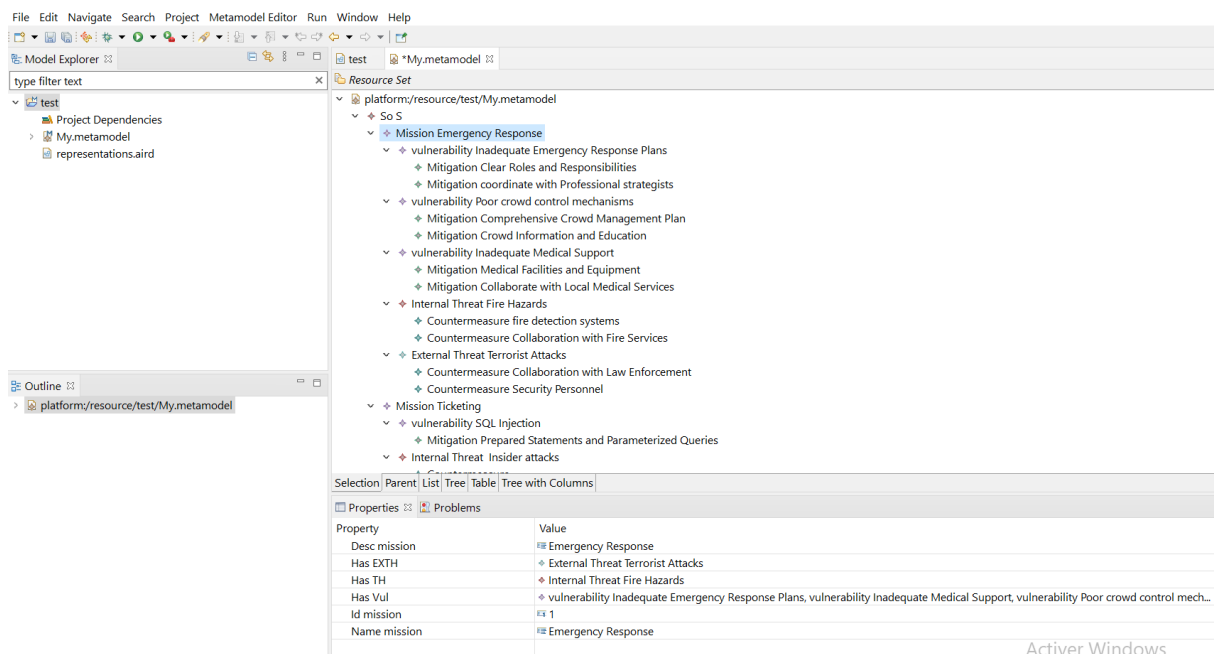 File Edit Navigate Search Project Metamodel Editor Run Window Help
Model Explorer
type filter text
test
Project Dependencies
My.metamodel
representations.aird
Outline
platform:/resource/test/My.metamodel
test *My.metamodel
Resource Set
platform:/resource/test/My.metamodel
So S
Mission Emergency Response
vulnerability Inadequate Emergency Response Plans
Mitigation Clear Roles and Responsibilities
Mitigation coordinate with Professional strategists
vulnerability Poor crowd control mechanisms
Mitigation Comprehensive Crowd Management Plan
Mitigation Crowd Information and Education
vulnerability Inadequate Medical Support
Mitigation Medical Facilities and Equipment
Mitigation Collaborate with Local Medical Services
Internal Threat Fire Hazards
Countermeasure fire detection systems
Countermeasure Collaboration with Fire Services
External Threat Terrorist Attacks
Countermeasure Collaboration with Law Enforcement
Countermeasure Security Personnel
Mission Ticketing
vulnerability SQL Injection
Mitigation Prepared Statements and Parameterized Queries
Internal Threat Insider attacks
Selection Parent List Tree Table Tree with Columns
Properties Problems
Property Value
Desc mission Emergency Response
Has EXTH External Threat Terrorist Attacks
Has TH Internal Threat Fire Hazards
Has Vul vulnerability Inadequate Emergency Response Plans, vulnerability Inadequate Medical Support, vulnerability Poor crowd control mech...
Id mission 1
Name mission Emergency Response
Activer Windows